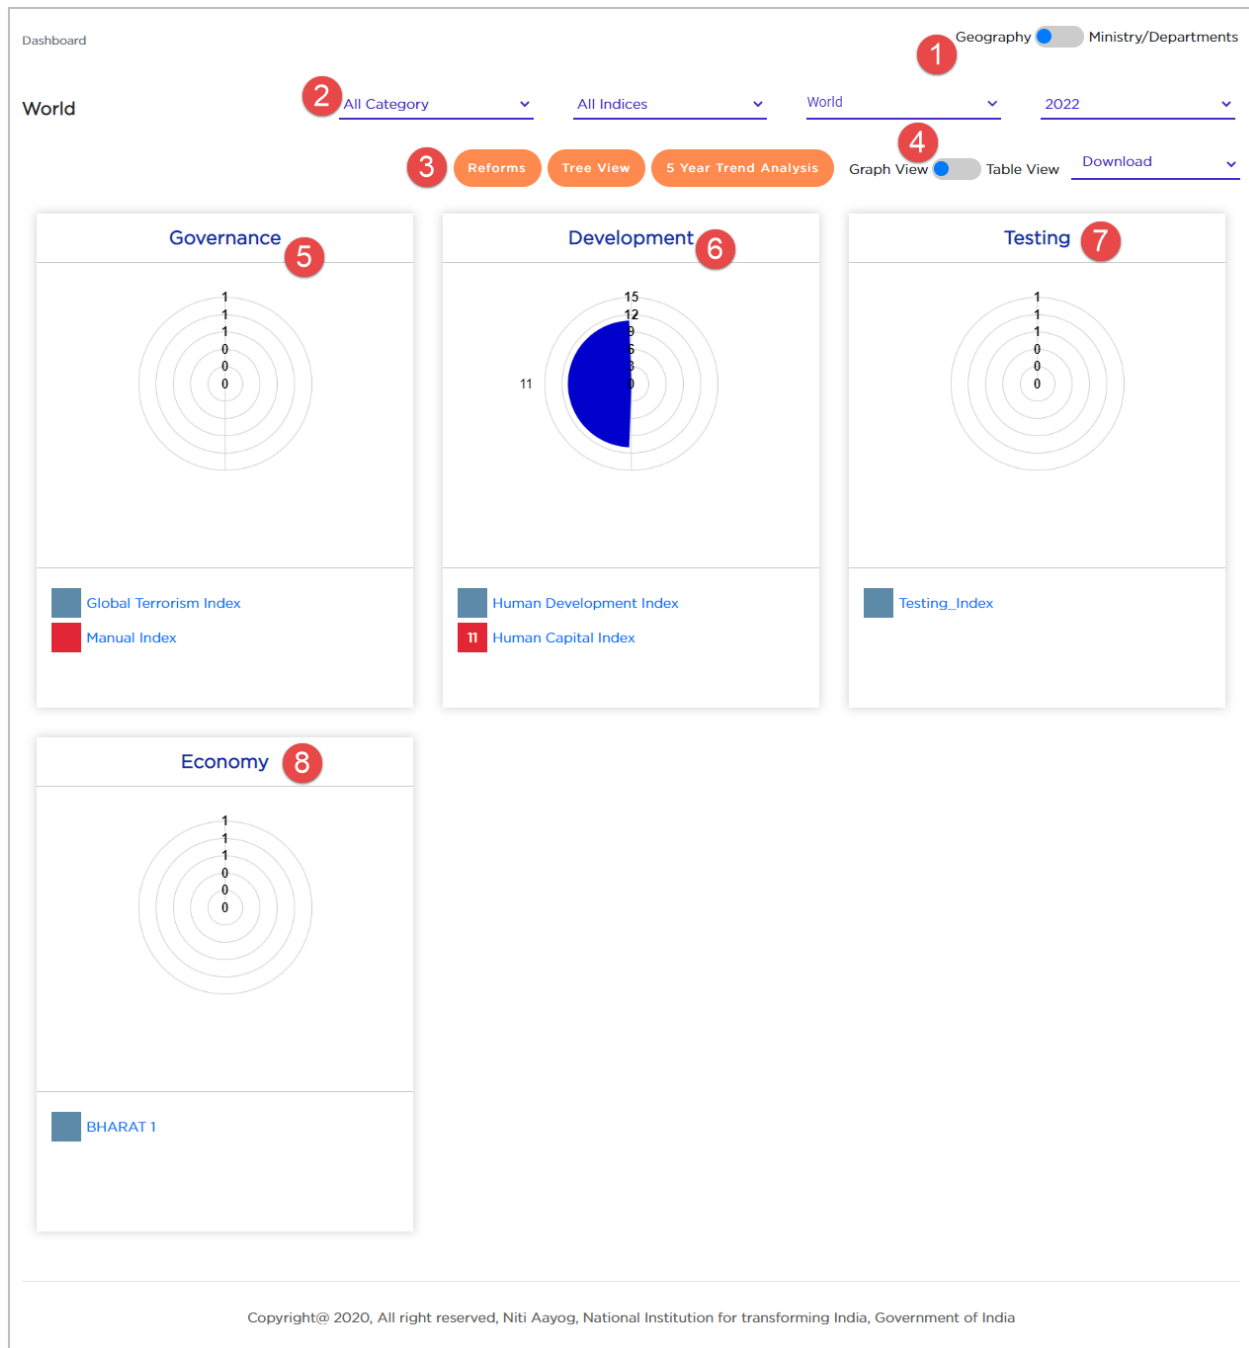 Dashboard
1
Geography Ministry/Departments
World
2
All Category
All Indices
World
2022
3
Reforms
Tree View
5 Year Trend Analysis
4
Graph View Table View
Download
Governance
5
1
1
1
0
0
0
Global Terrorism Index
Manual Index
Development
6
15
12
9
6
3
0
11
Human Development Index
11 Human Capital Index
Testing
7
1
1
1
0
0
0
Testing_Index
Economy
8
1
1
1
0
0
0
BHARAT 1
Copyright@ 2020, All right reserved, Niti Aayog, National Institution for transforming India, Government of India